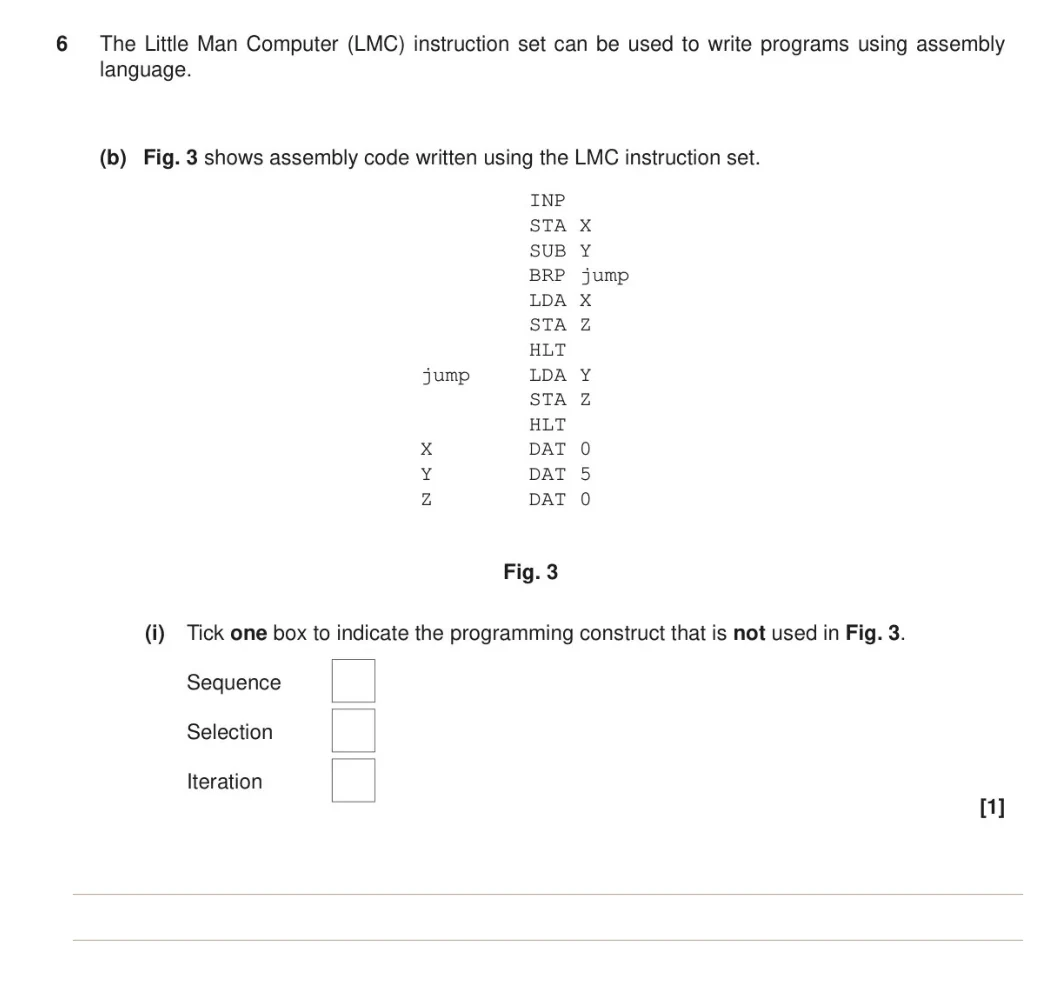 6 The Little Man Computer (LMC) instruction set can be used to write programs using assembly
language.
(b) Fig. 3 shows assembly code written using the LMC instruction set.
INP
STA X
SUB Y
BRP jump
LDA X
STA Z
HLT
jump LDA Y
STA Z
HLT
X DAT 0
Y DAT 5
Z DAT 0
Fig. 3
(i) Tick one box to indicate the programming construct that is not used in Fig. 3.
Sequence
Selection
Iteration
[1]